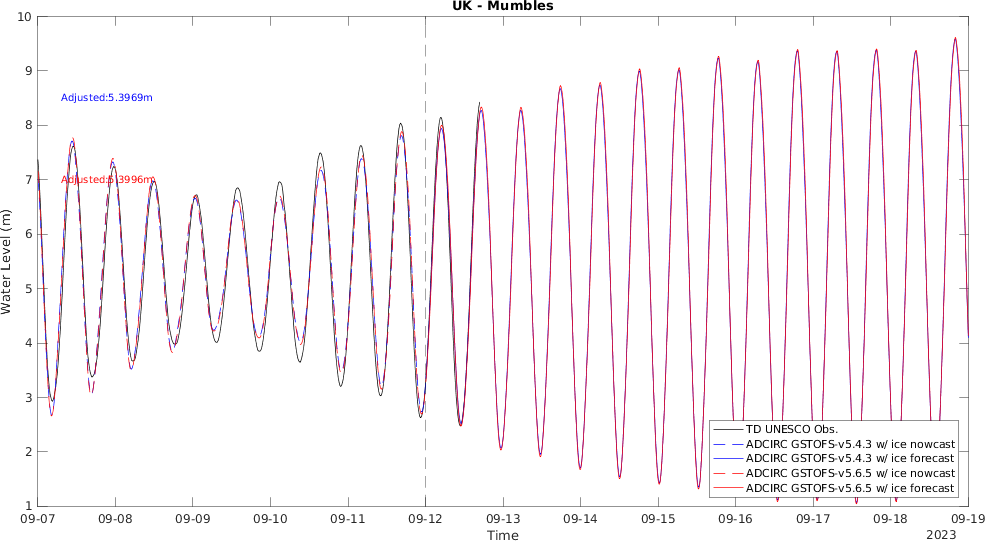 UK - Mumbles
10
9
8
7
6
5
4
3
2
1
Water Level (m)
Adjusted:5.3969m
Adjusted:5.3996m
TD UNESCO Obs.
ADCIRC GSTOFS-v5.4.3 w/ ice nowcast
ADCIRC GSTOFS-v5.4.3 w/ ice forecast
ADCIRC GSTOFS-v5.6.5 w/ ice nowcast
ADCIRC GSTOFS-v5.6.5 w/ ice forecast
09-07 09-08 09-09 09-10 09-11 09-12 09-13 09-14 09-15 09-16 09-17 09-18 09-19
Time
2023